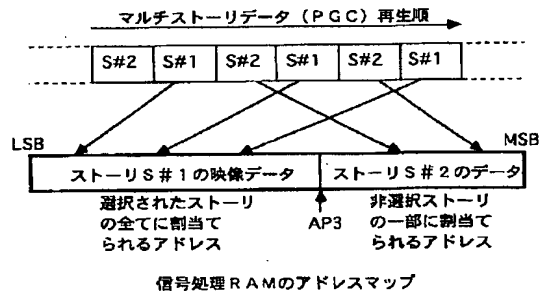 マルチストーリデータ（PGC）再生順
S#2 S#1 S#2 S#1 S#2 S#1
LSB MSB
ストーリS#1の映像データ ストーリS#2のデータ
選択されたストーリ
の全てに割当て
られるアドレス
AP3
非選択ストーリ
の一部に割当て
られるアドレス
信号処理RAMのアドレスマップ